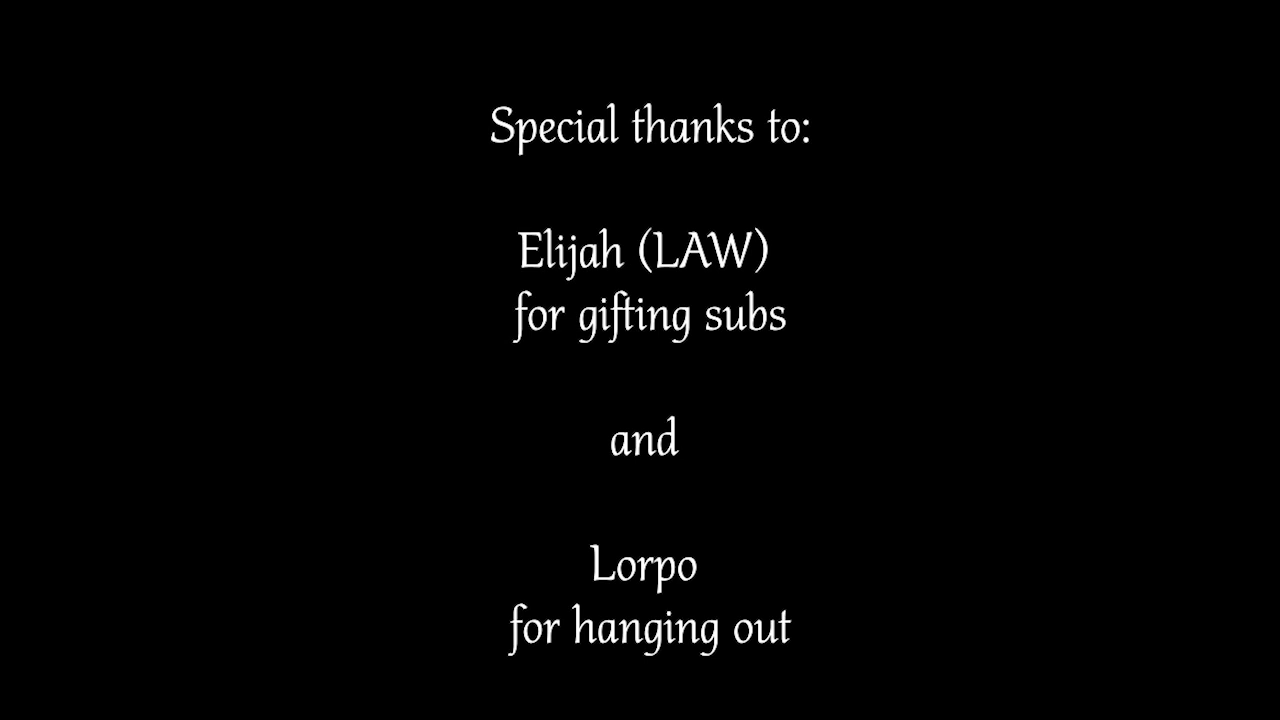 Special thanks to:
Elijah (LAW)
for gifting subs
and
Lorpo
for hanging out